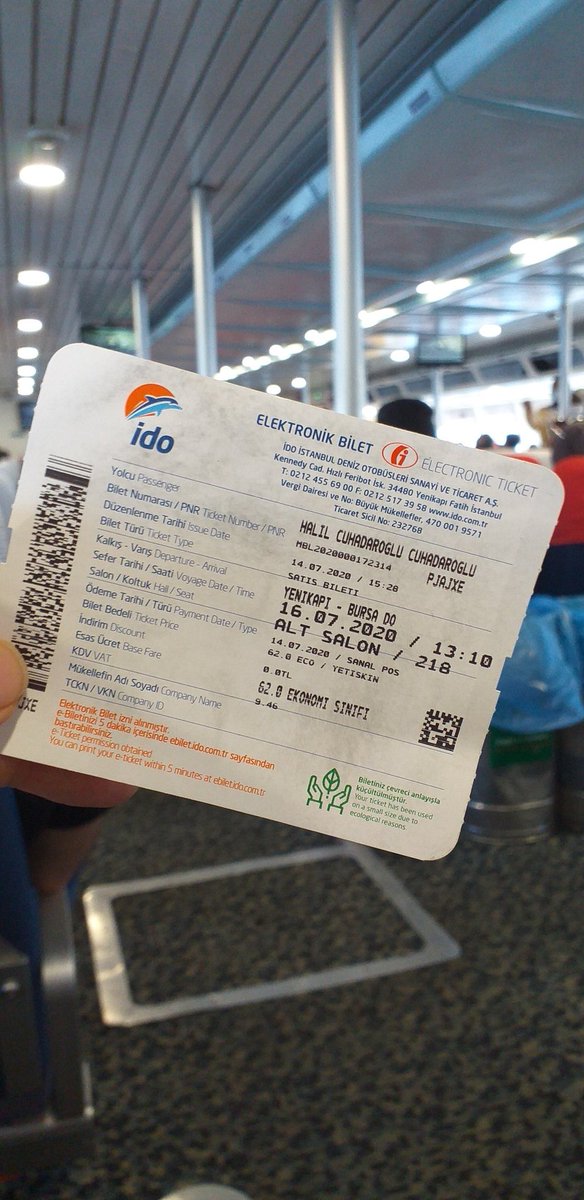 ido
ELEKTRONİK BİLET ELECTRONIC TICKET
İDO İSTANBUL DENİZ OTOBÜSLERİ SANAYİ VE TİCARET A.Ş.
Kennedy Cad. Hızlı Feribot İsk. 34480 Yenikapı Fatih İstanbul
T: 0212 455 69 00 F: 0212 517 39 58 www.ido.com.tr
Vergi Dairesi ve No: Büyük Mükellefler, 470 001 9571
Ticaret Sicil No: 232768
Yolcu Passenger HALIL CUHADAROGLU CUHADAROGLU
Bilet Numarası / PNR Ticket Number / PNR MBL2020000172314 PJAJXE
Düzenlenme Tarihi Issue Date 14.07.2020 / 15:28
Bilet Türü Ticket Type SATIS BILETI
Kalkış - Varış Departure - Arrival YENIKAPI - BURSA DO
Sefer Tarihi / Saati Voyage Date / Time 16.07.2020 / 13:10
Salon / Koltuk Hall / Seat ALT SALON / 218
Ödeme Tarihi / Türü Payment Date / Type 14.07.2020 / SANAL POS
Bilet Bedeli Ticket Price 62.0 ECO / YETISKIN
İndirim Discount 0.0TL
Esas Ücret Base Fare 62.0 EKONOMI SINIFI
KDV VAT 9.46
Mükellefin Adı Soyadı Company Name
TCKN / VKN Company ID
JXE
Elektronik Bilet izni alınmıştır.
e-Biletinizi 5 dakika içerisinde ebilet.ido.com.tr sayfasından
bastırabilirsiniz.
e-Ticket permission obtained
You can print your e-ticket within 5 minutes at ebilet.ido.com.tr
Biletiniz çevreci anlayışla
küçültülmüştür.
Your ticket has been used
on a small size due to
ecological reasons